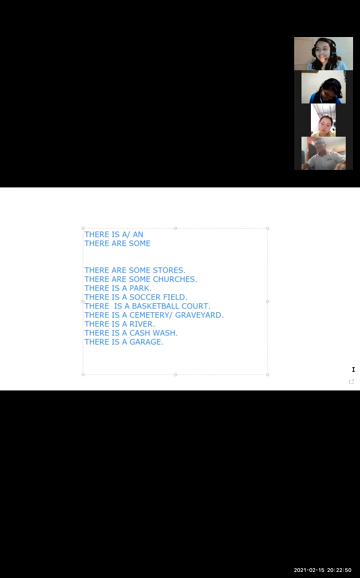 THERE IS A/ AN
THERE ARE SOME
THERE ARE SOME STORES.
THERE ARE SOME CHURCHES.
THERE IS A PARK.
THERE IS A SOCCER FIELD.
THERE  IS A BASKETBALL COURT.
THERE IS A CEMETERY/ GRAVEYARD.
THERE IS A RIVER.
THERE IS A CASH WASH.
THERE IS A GARAGE.
2021-02-15 20:22:50